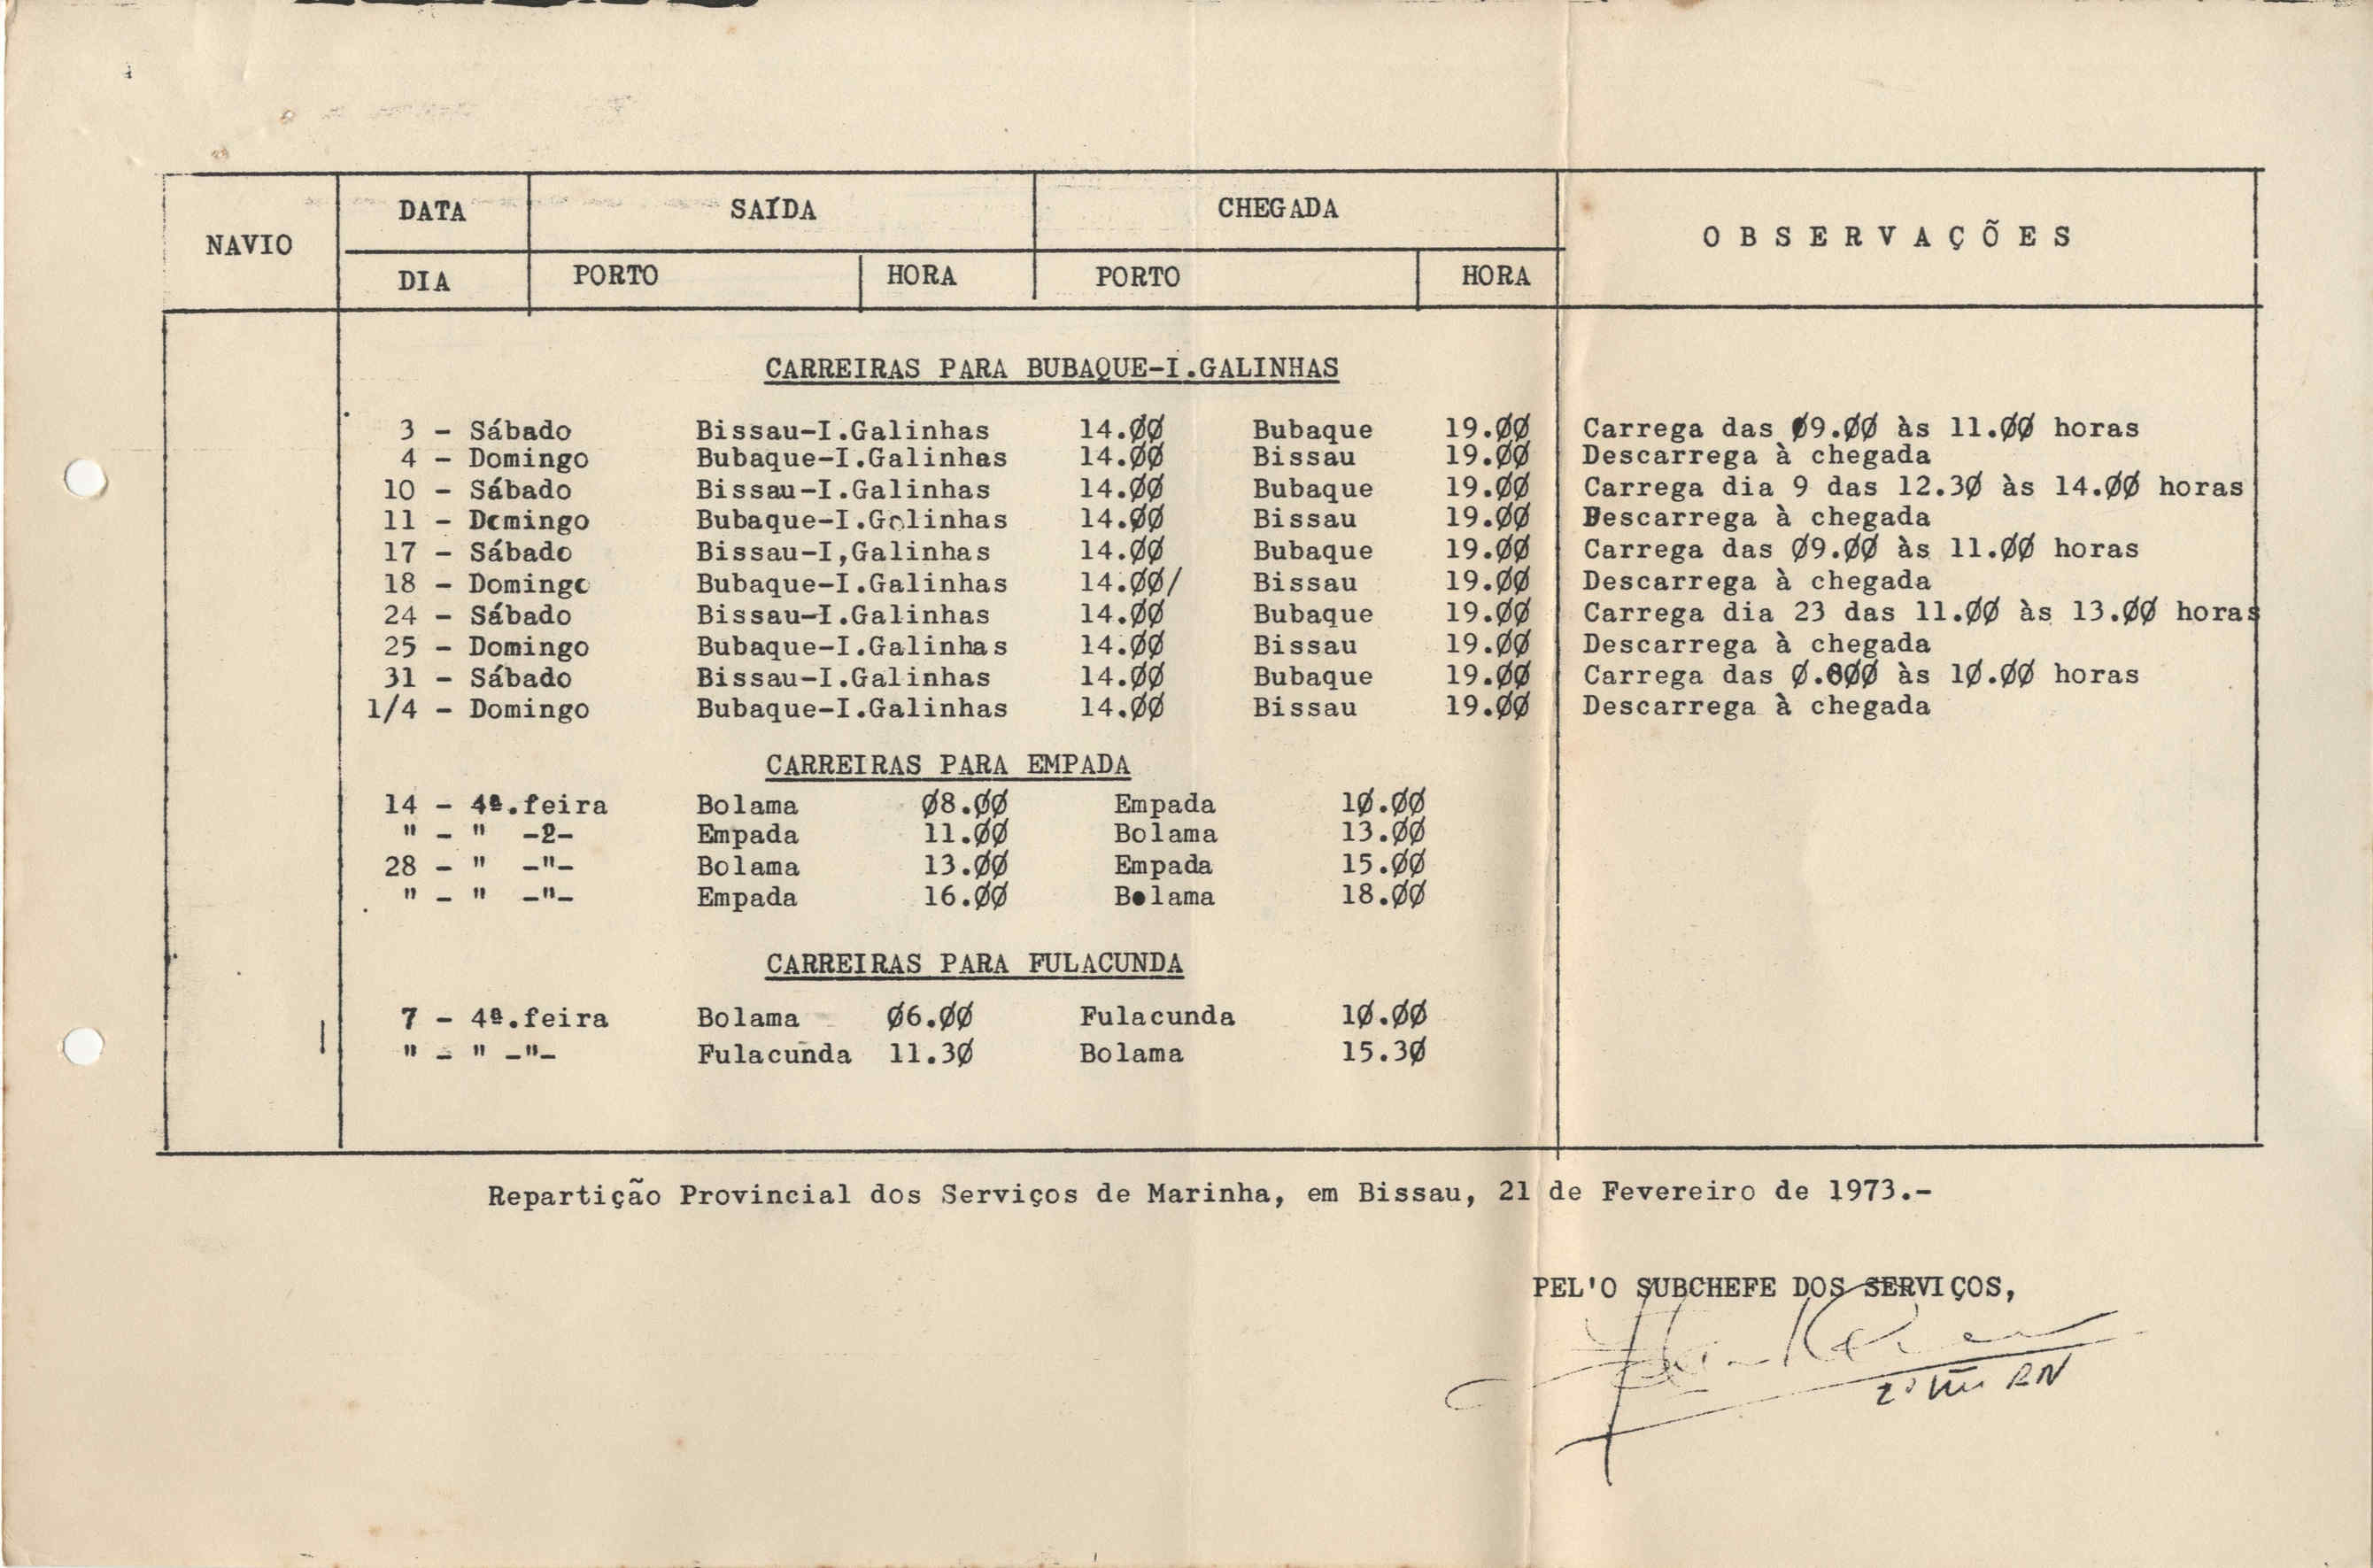 NAVIO DATA SAÍDA CHEGADA O B S E R V A Ç Õ E S
DIA PORTO HORA PORTO HORA
CARREIRAS PARA BUBAQUE-I.GALINHAS
3 - Sábado Bissau-I.Galinhas 14.ØØ Bubaque 19.ØØ Carrega das Ø9.ØØ às 11.ØØ horas
4 - Domingo Bubaque-I.Galinhas 14.ØØ Bissau 19.ØØ Descarrega à chegada
10 - Sábado Bissau-I.Galinhas 14.ØØ Bubaque 19.ØØ Carrega dia 9 das 12.3Ø às 14.ØØ horas
11 - Domingo Bubaque-I.Galinhas 14.ØØ Bissau 19.ØØ Descarrega à chegada
17 - Sábado Bissau-I,Galinhas 14.ØØ Bubaque 19.ØØ Carrega das Ø9.ØØ às 11.ØØ horas
18 - Domingo Bubaque-I.Galinhas 14.ØØ/ Bissau 19.ØØ Descarrega à chegada
24 - Sábado Bissau-I.Galinhas 14.ØØ Bubaque 19.ØØ Carrega dia 23 das 11.ØØ às 13.ØØ horas
25 - Domingo Bubaque-I.Galinhas 14.ØØ Bissau 19.ØØ Descarrega à chegada
31 - Sábado Bissau-I.Galinhas 14.ØØ Bubaque 19.ØØ Carrega das Ø.8ØØ às 1Ø.ØØ horas
1/4 - Domingo Bubaque-I.Galinhas 14.ØØ Bissau 19.ØØ Descarrega à chegada
CARREIRAS PARA EMPADA
14 - 4ª.feira Bolama Ø8.ØØ Empada 1Ø.ØØ
" - " -2- Empada 11.ØØ Bolama 13.ØØ
28 - " -"- Bolama 13.ØØ Empada 15.ØØ
" - " -"- Empada 16.ØØ Bolama 18.ØØ
CARREIRAS PARA FULACUNDA
7 - 4ª.feira Bolama Ø6.ØØ Fulacunda 1Ø.ØØ
" - " -"- Fulacunda 11.3Ø Bolama 15.3Ø
Repartição Provincial dos Serviços de Marinha, em Bissau, 21 de Fevereiro de 1973.-
PEL'O SUBCHEFE DOS SERVIÇOS,
RN